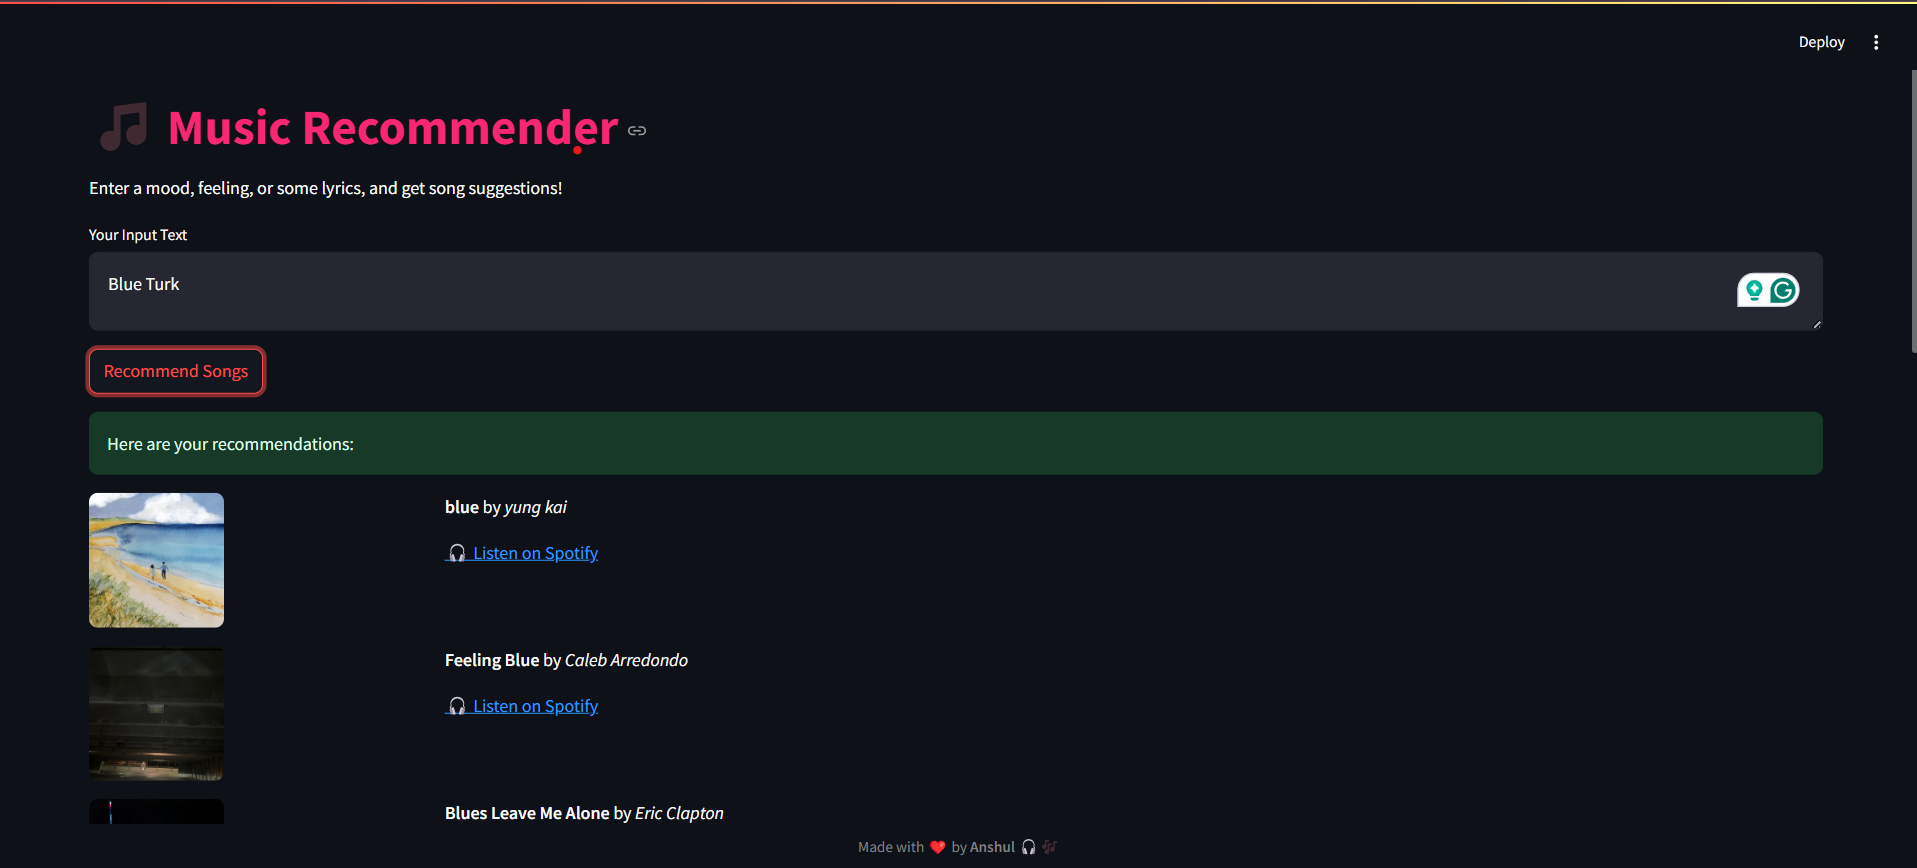 Deploy
Music Recommender
Enter a mood, feeling, or some lyrics, and get song suggestions!
Your Input Text
Blue Turk
Recommend Songs
Here are your recommendations:
blue by yung kai
Listen on Spotify
Feeling Blue by Caleb Arredondo
Listen on Spotify
Blues Leave Me Alone by Eric Clapton
Made with ❤️ by Anshul 🎧 🎶